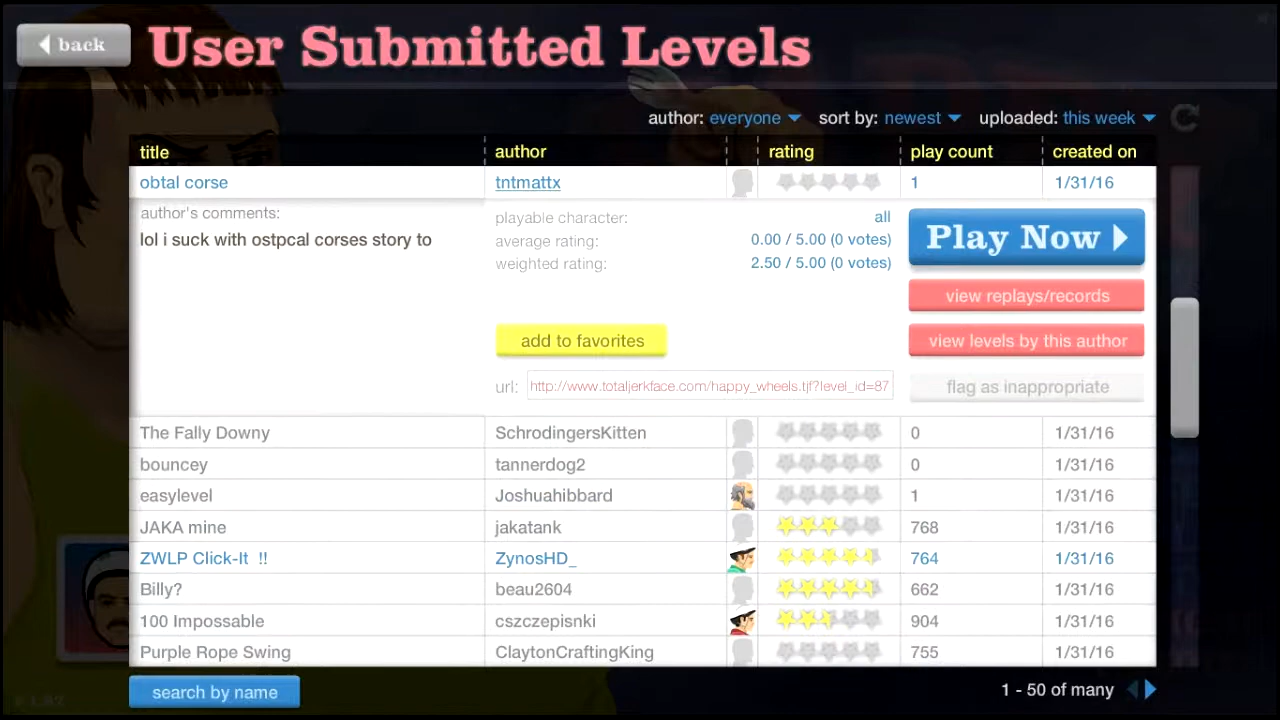 back
User Submitted Levels
author: everyone sort by: newest uploaded: this week
title author rating play count created on
obtal corse tntmattx 1 1/31/16
author's comments:
lol i suck with ostpcal corses story to
playable character: all
average rating: 0.00 / 5.00 (0 votes)
weighted rating: 2.50 / 5.00 (0 votes)
Play Now
view replays/records
add to favorites
view levels by this author
url: http://www.totaljerkface.com/happy_wheels.tjf?level_id=87
flag as inappropriate
The Fally Downy SchrodingersKitten 0 1/31/16
bouncey tannerdog2 0 1/31/16
easylevel Joshuahibbard 1 1/31/16
JAKA mine jakatank 768 1/31/16
ZWLP Click-It !! ZynosHD_ 764 1/31/16
Billy? beau2604 662 1/31/16
100 Impossable cszczepisnki 904 1/31/16
Purple Rope Swing ClaytonCraftingKing 755 1/31/16
search by name
1 - 50 of many